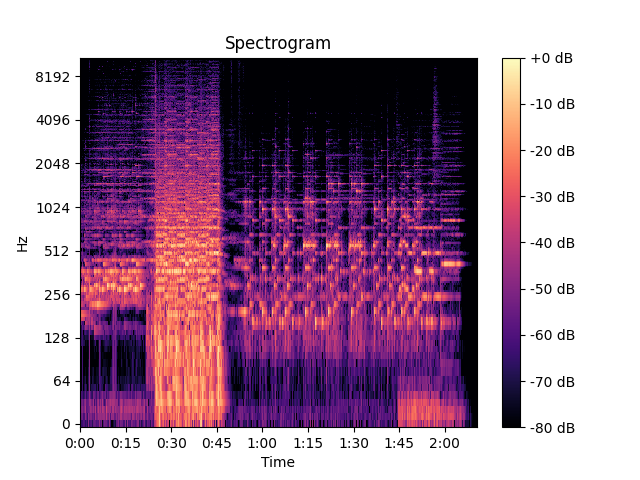 Spectrogram
8192
4096
2048
1024
512
256
128
64
0
Hz
0:00 0:15 0:30 0:45 1:00 1:15 1:30 1:45 2:00
Time
+0 dB
-10 dB
-20 dB
-30 dB
-40 dB
-50 dB
-60 dB
-70 dB
-80 dB